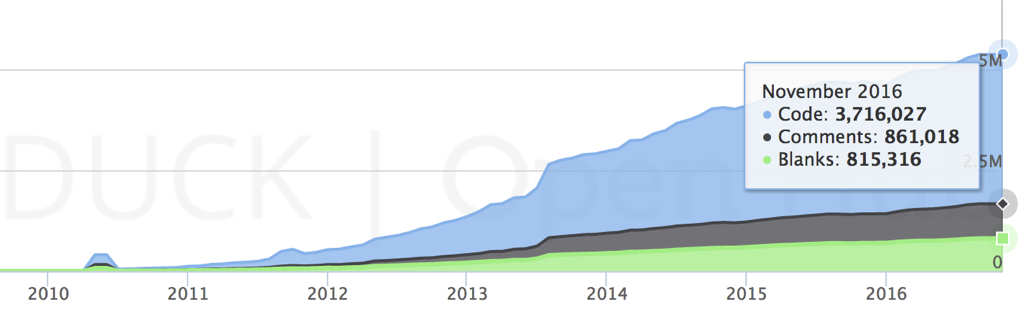 5M
November 2016
Code: 3,716,027
Comments: 861,018
Blanks: 815,316
2.5M
DUCK | Open
0
2010 2011 2012 2013 2014 2015 2016